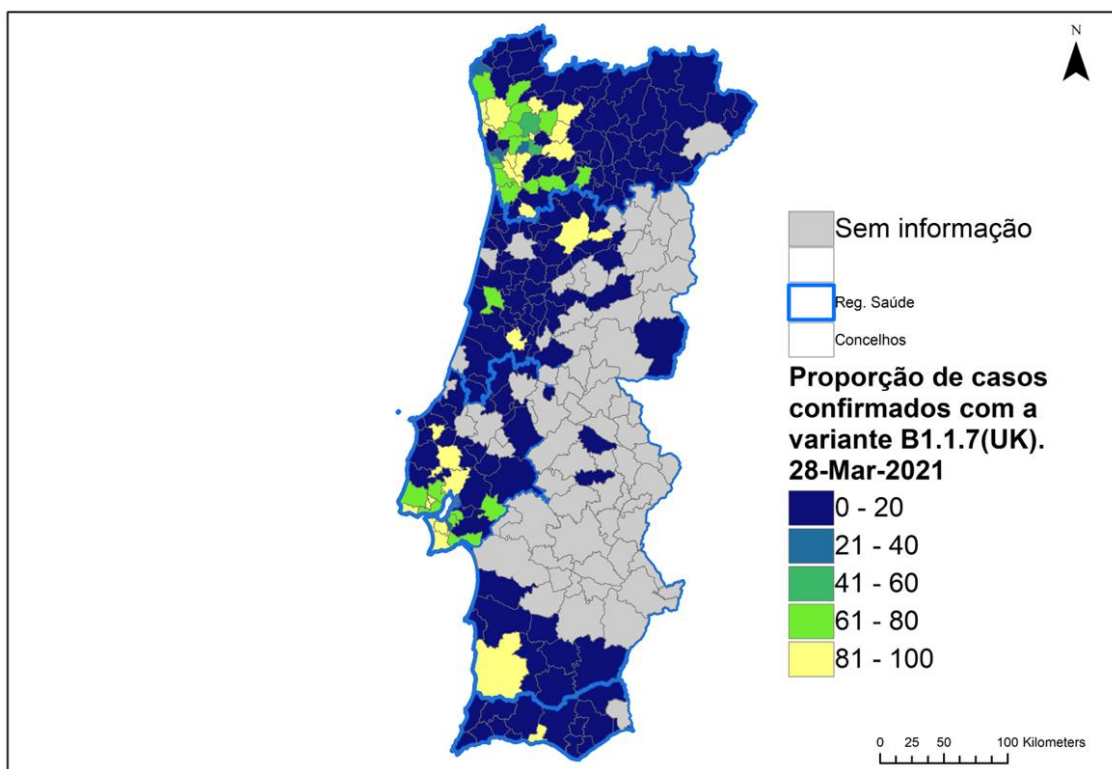 N
Sem informação
Reg. Saúde
Concelhos
Proporção de casos
confirmados com a
variante B1.1.7(UK).
28-Mar-2021
0 - 20
21 - 40
41 - 60
61 - 80
81 - 100
0 25 50 100 Kilometers